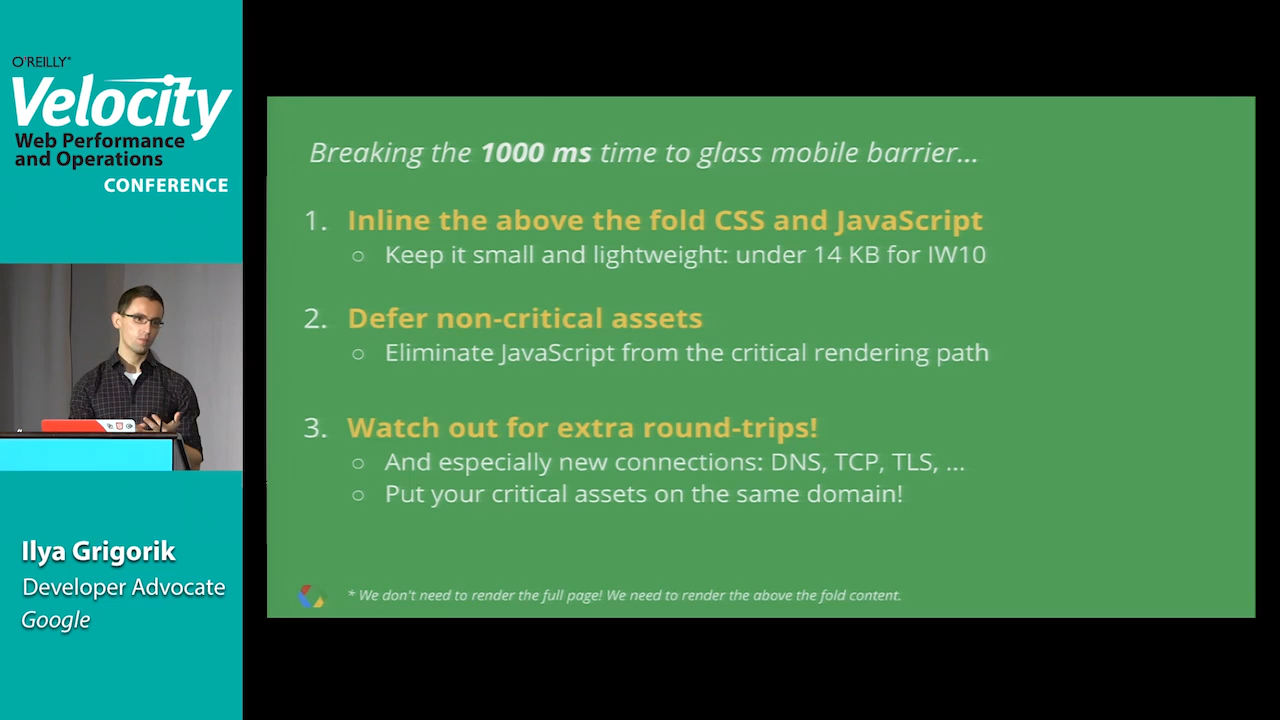 O'REILLY®
Velocity
Web Performance
and Operations
CONFERENCE
Ilya Grigorik
Developer Advocate
Google
Breaking the 1000 ms time to glass mobile barrier...
1. Inline the above the fold CSS and JavaScript
○ Keep it small and lightweight: under 14 KB for IW10
2. Defer non-critical assets
○ Eliminate JavaScript from the critical rendering path
3. Watch out for extra round-trips!
○ And especially new connections: DNS, TCP, TLS, ...
○ Put your critical assets on the same domain!
* We don't need to render the full page! We need to render the above the fold content.